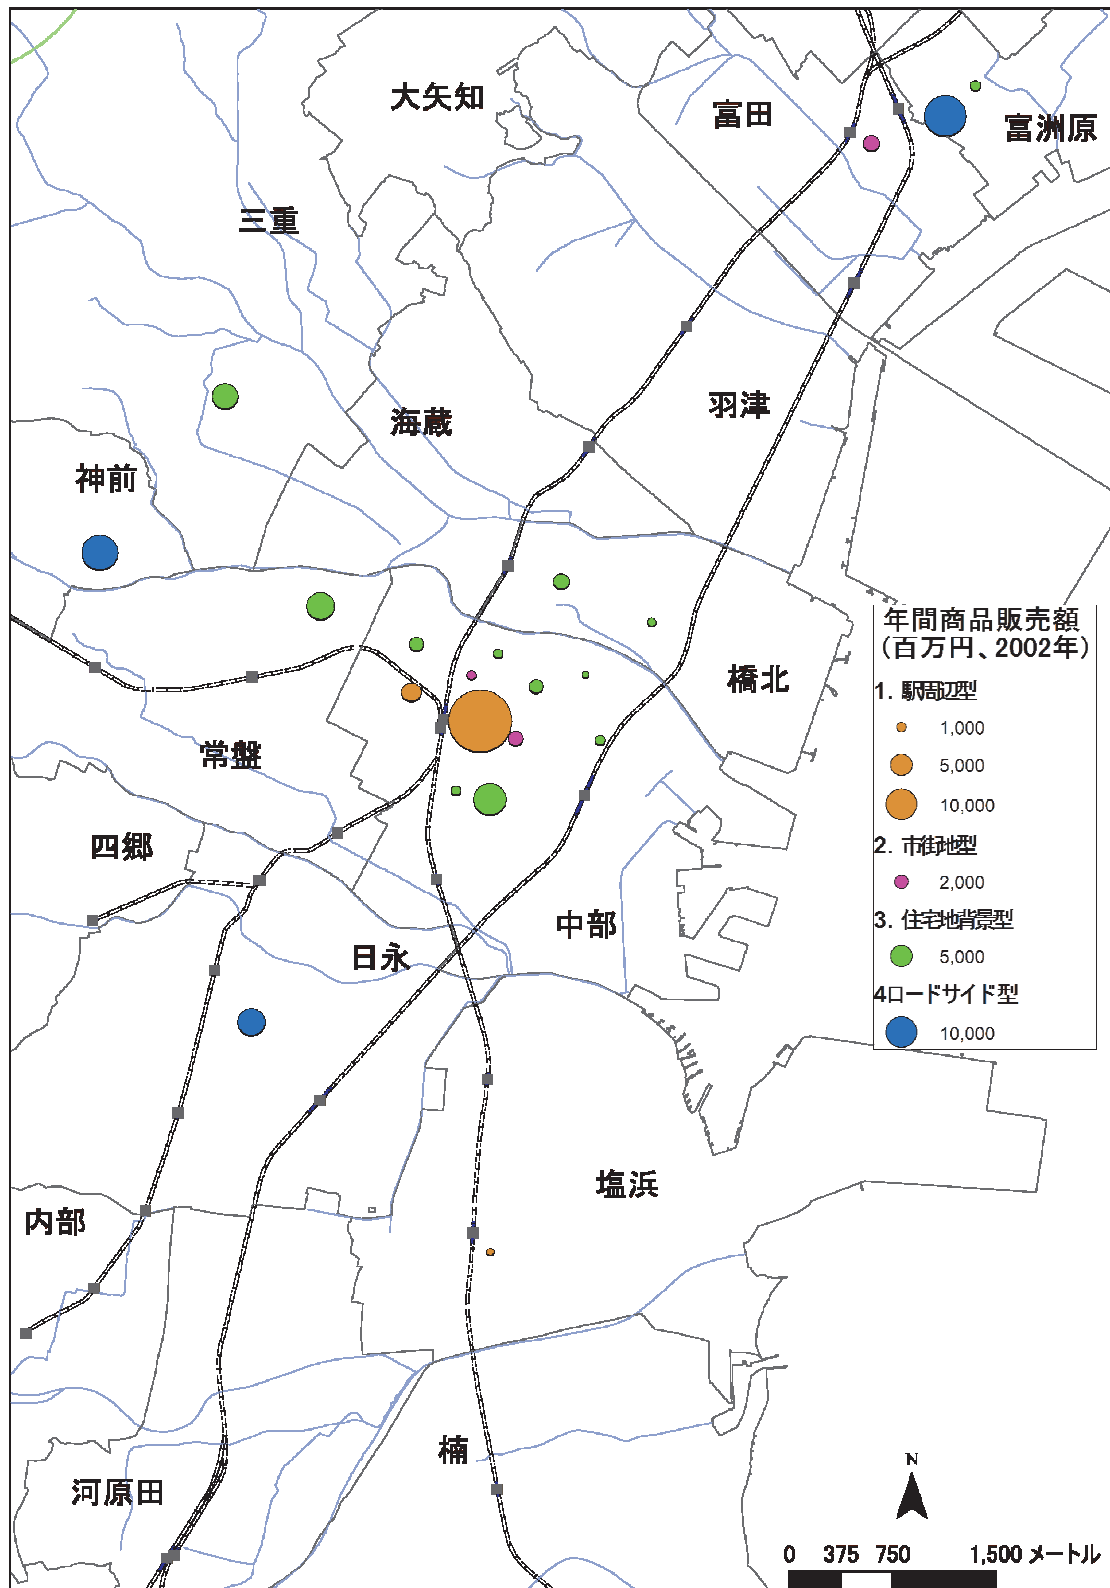 大矢知
富田
富洲原
三重
羽津
海蔵
神前
年間商品販売額
(百万円、2002年)
1. 駅周辺型
1,000
5,000
10,000
2. 市街地型
2,000
3. 住宅地背景型
5,000
4ロードサイド型
10,000
橋北
常盤
四郷
中部
日永
塩浜
内部
楠
河原田
N
0 375 750 1,500 メートル